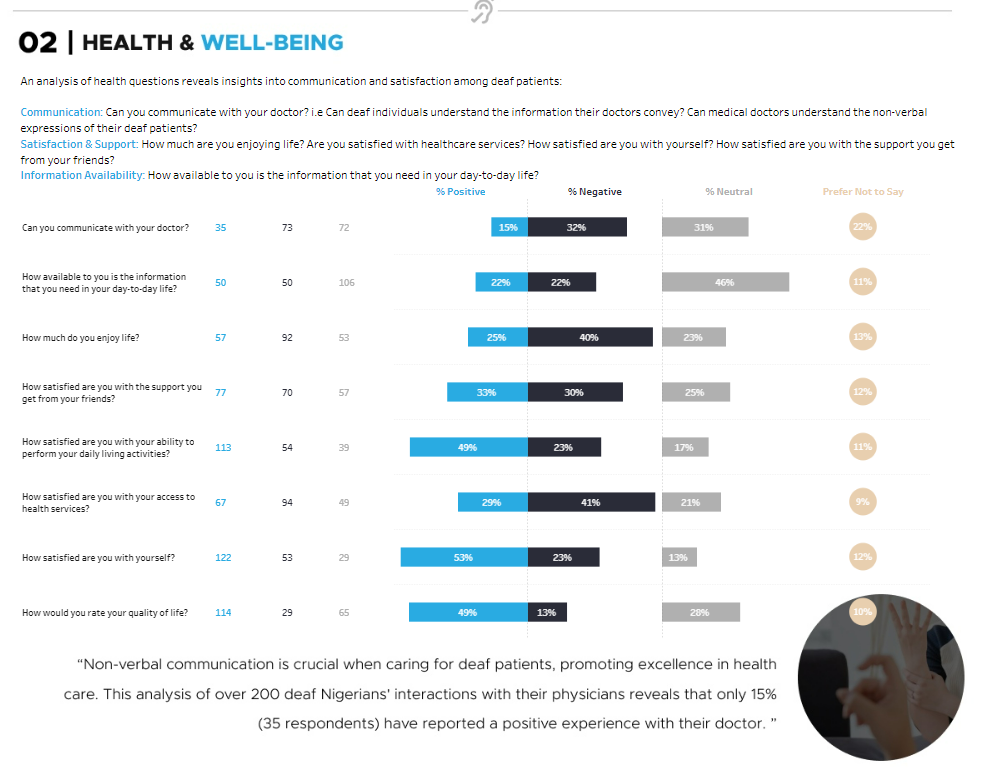 02 | HEALTH & WELL-BEING
An analysis of health questions reveals insights into communication and satisfaction among deaf patients:
Communication: Can you communicate with your doctor? i.e Can deaf individuals understand the information their doctors convey? Can medical doctors understand the non-verbal
expressions of their deaf patients?
Satisfaction & Support: How much are you enjoying life? Are you satisfied with healthcare services? How satisfied are you with yourself? How satisfied are you with the support you get
from your friends?
Information Availability: How available to you is the information that you need in your day-to-day life?
% Positive % Negative % Neutral Prefer Not to Say
Can you communicate with your doctor? 35 73 72 15% 32% 31% 22%
How available to you is the information
that you need in your day-to-day life? 50 50 106 22% 22% 46% 11%
How much do you enjoy life? 57 92 53 25% 40% 23% 13%
How satisfied are you with the support you
get from your friends? 77 70 57 33% 30% 25% 12%
How satisfied are you with your ability to
perform your daily living activities? 113 54 39 49% 23% 17% 11%
How satisfied are you with your access to
health services? 67 94 49 29% 41% 21% 9%
How satisfied are you with yourself? 122 53 29 53% 23% 13% 12%
How would you rate your quality of life? 114 29 65 49% 13% 28% 10%
“Non-verbal communication is crucial when caring for deaf patients, promoting excellence in health
care. This analysis of over 200 deaf Nigerians' interactions with their physicians reveals that only 15%
(35 respondents) have reported a positive experience with their doctor. ”